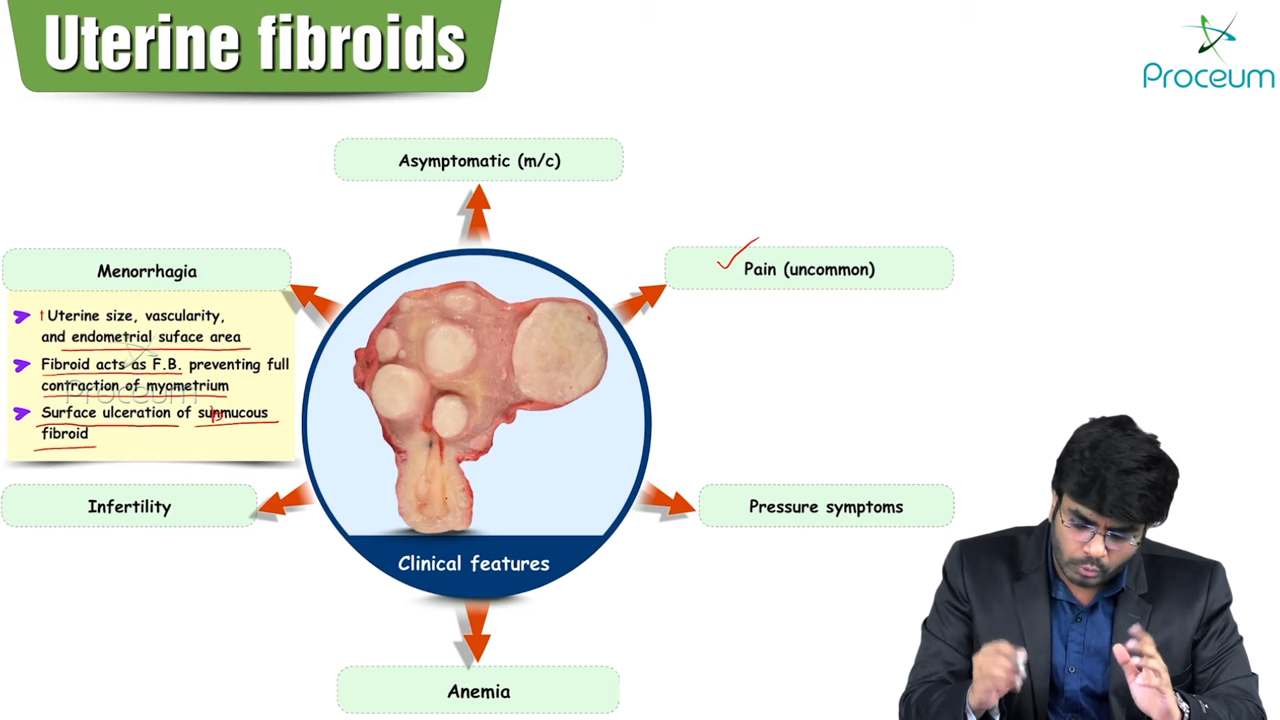 Uterine fibroids
Proceum
Asymptomatic (m/c)
Menorrhagia
↑ Uterine size, vascularity,
and endometrial suface area
Fibroid acts as F.B. preventing full
contraction of myometrium
Surface ulceration of submucous
fibroid
Proceum
Pain (uncommon)
Infertility
Pressure symptoms
Clinical features
Anemia